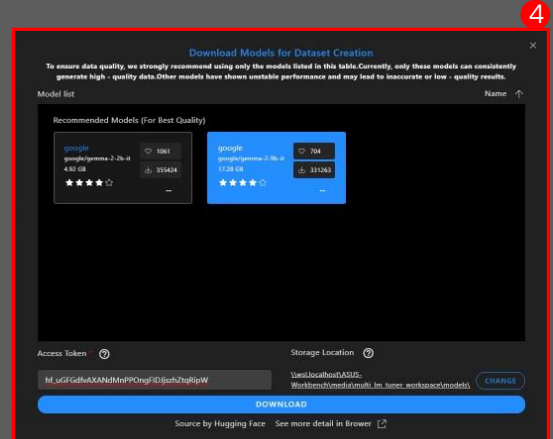 4
Download Models for Dataset Creation
To ensure data quality, we strongly recommend using only the models listed in this table.Currently, only these models can consistently
generate high - quality data.Other models have shown unstable performance and may lead to inaccurate or low - quality results.
Model list
Name ↑
Recommended Models (For Best Quality)
google
google/gemma-2-2b-it
4.92 GB
1061
355424
...
google
google/gemma-2-9b-it
17.28 GB
704
331263
...
Access Token * ?
Storage Location ?
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
\\wsl.localhost\ASUS-
Workbench\media\multi_lm_tuner_workspace\models\
CHANGE
DOWNLOAD
Source by Hugging Face See more detail in Brower